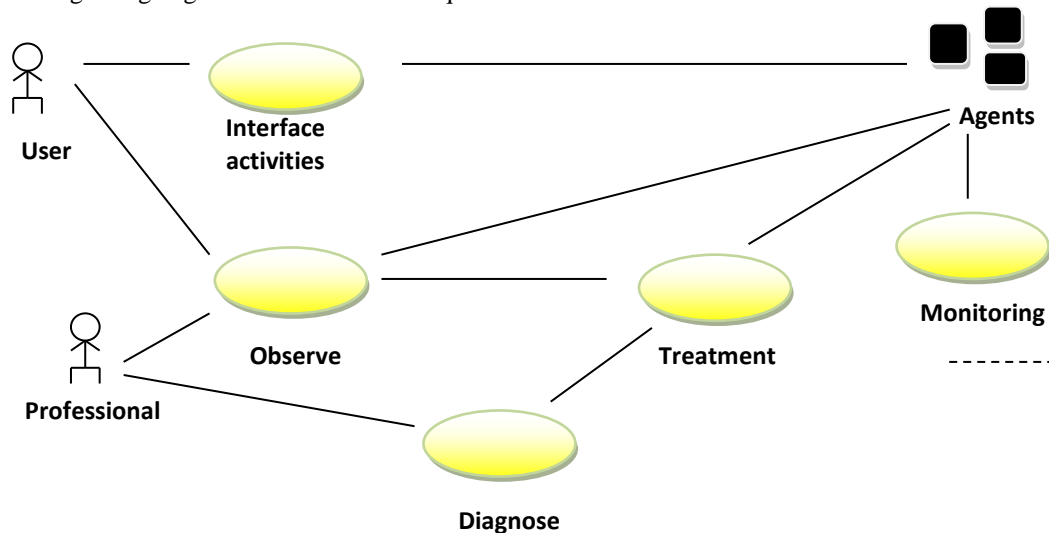 User
Interface
activities
Agents
Observe
Treatment
Monitoring
Professional
Diagnose